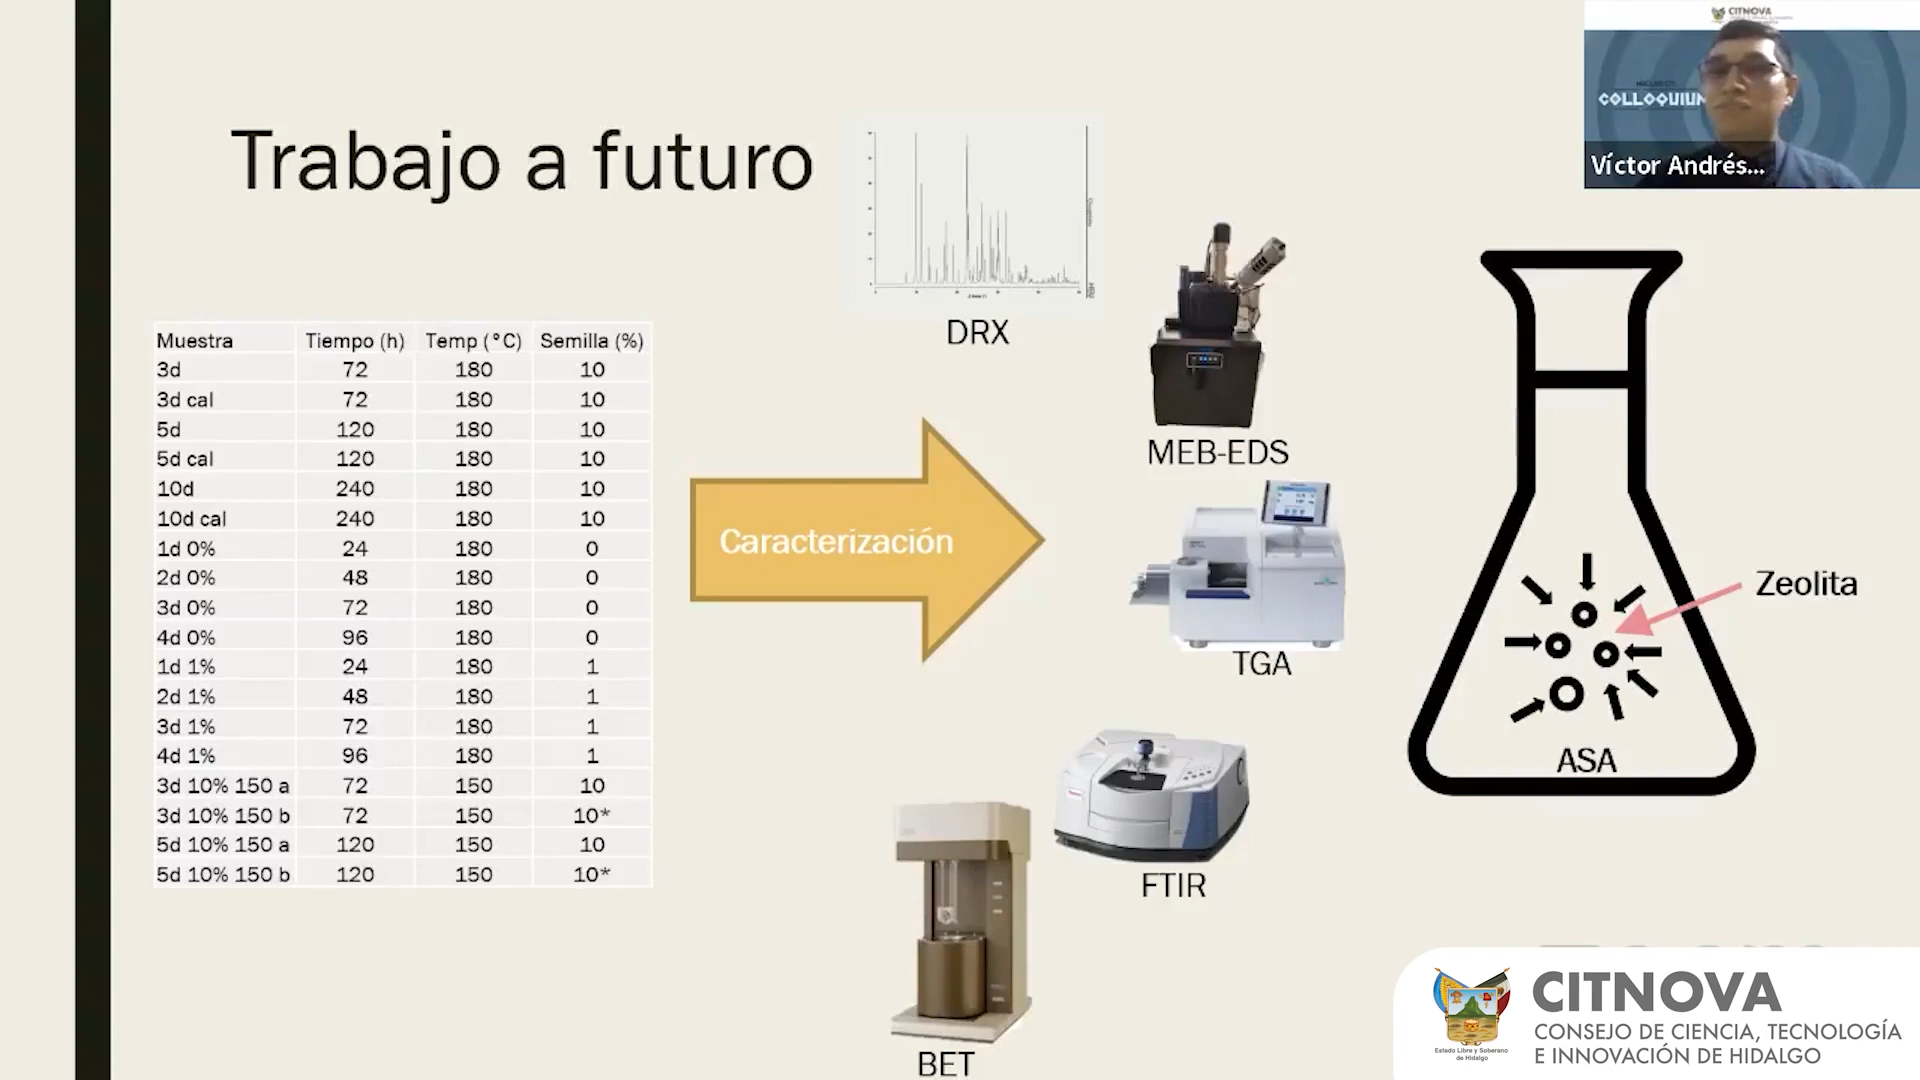 CITNOVA
COLLOQUIUM
Víctor Andrés...
Trabajo a futuro
DRX
MEB-EDS
Muestra Tiempo (h) Temp (°C) Semilla (%)
3d 72 180 10
3d cal 72 180 10
5d 120 180 10
5d cal 120 180 10
10d 240 180 10
10d cal 240 180 10
1d 0% 24 180 0
2d 0% 48 180 0
3d 0% 72 180 0
4d 0% 96 180 0
1d 1% 24 180 1
2d 1% 48 180 1
3d 1% 72 180 1
4d 1% 96 180 1
3d 10% 150 a 72 150 10
3d 10% 150 b 72 150 10*
5d 10% 150 a 120 150 10
5d 10% 150 b 120 150 10*
Caracterización
TGA
Zeolita
ASA
FTIR
BET
CITNOVA
CONSEJO DE CIENCIA, TECNOLOGÍA
E INNOVACIÓN DE HIDALGO
Estado Libre y Soberano
de Hidalgo